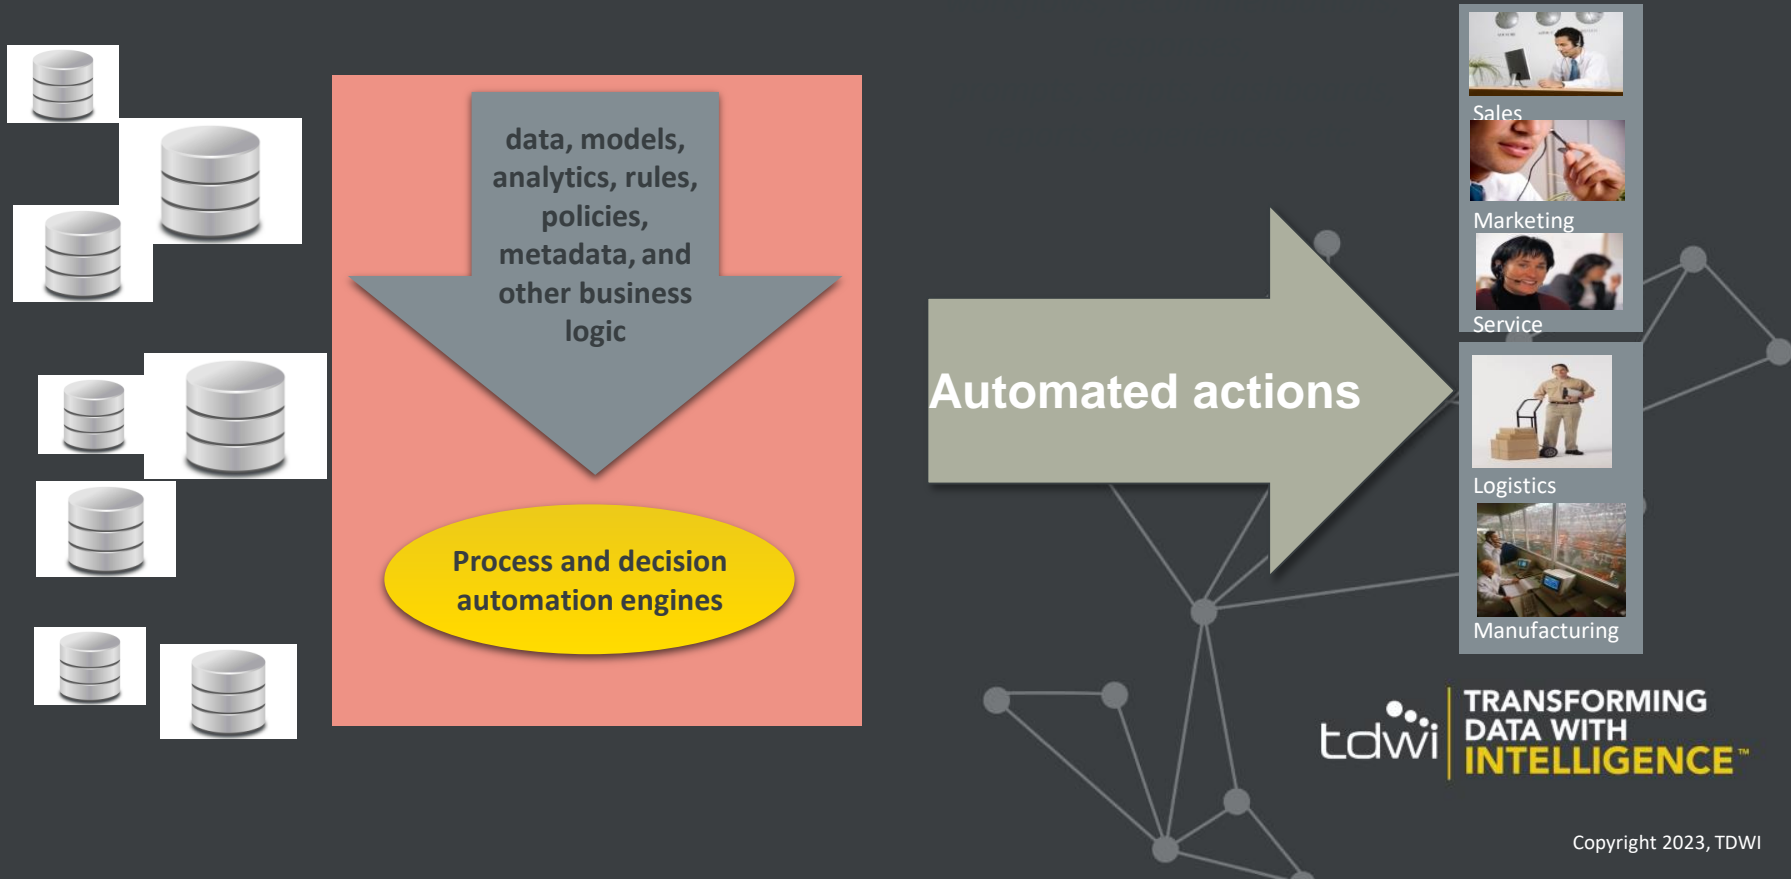 data, models,
analytics, rules,
policies,
metadata, and
other business
logic
Process and decision
automation engines
Automated actions
Sales
Marketing
Service
Logistics
Manufacturing
tdwi
TRANSFORMING
DATA WITH
INTELLIGENCE™
Copyright 2023, TDWI